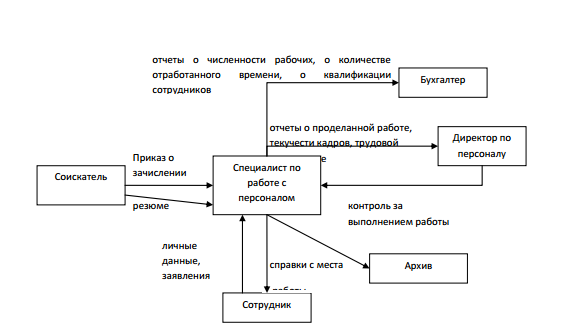 отчеты о численности рабочих, о количестве
отработанного времени, о квалификации
сотрудников
Бухгалтер
отчеты о проделанной работе,
текучести кадров, трудовой
Директор по
персоналу
Приказ о
зачислении
Соискатель
резюме
Специалист по
работе с
персоналом
контроль за
выполнением работы
личные
данные,
заявления
справки с места
Архив
Сотрудник